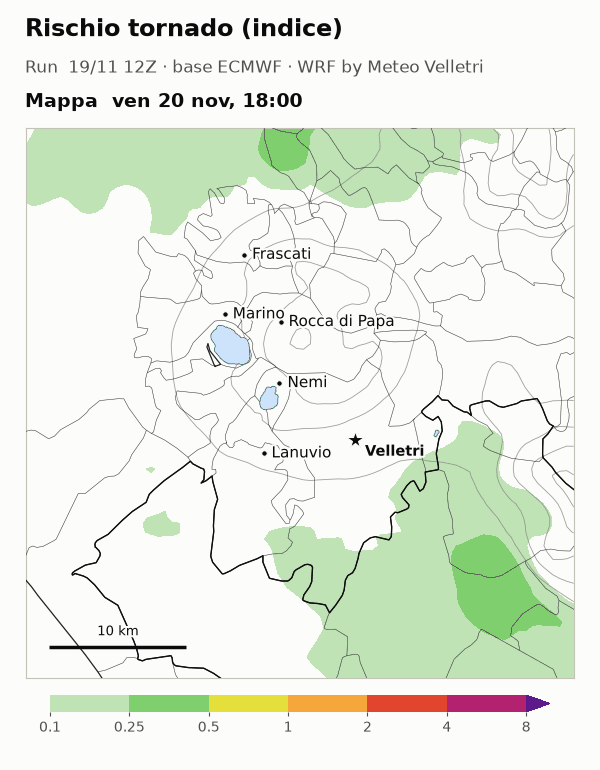 Rischio tornado (indice)
Run  19/11 12Z · base ECMWF · WRF by Meteo Velletri
Mappa  ven 20 nov, 18:00
Frascati
Marino
Rocca di Papa
Nemi
Velletri
Lanuvio
10 km
0.1 0.25 0.5 1 2 4 8